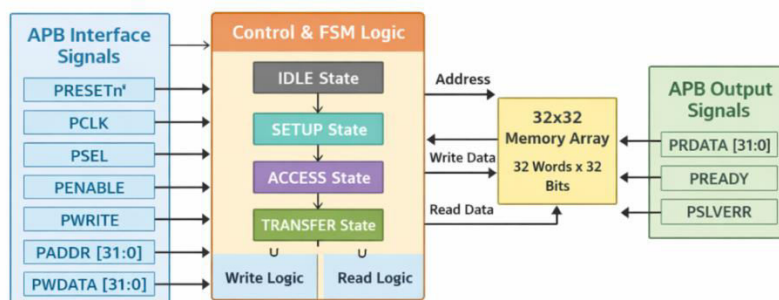 APB Interface
Signals
PRESETn'
PCLK
PSEL
PENABLE
PWRITE
PADDR [31:0]
PWDATA [31:0]
Control & FSM Logic
IDLE State
SETUP State
ACCESS State
TRANSFER State
Write Logic
Read Logic
Address
Write Data
Read Data
32x32
Memory Array
32 Words x 32
Bits
APB Output
Signals
PRDATA [31:0]
PREADY
PSLVERR